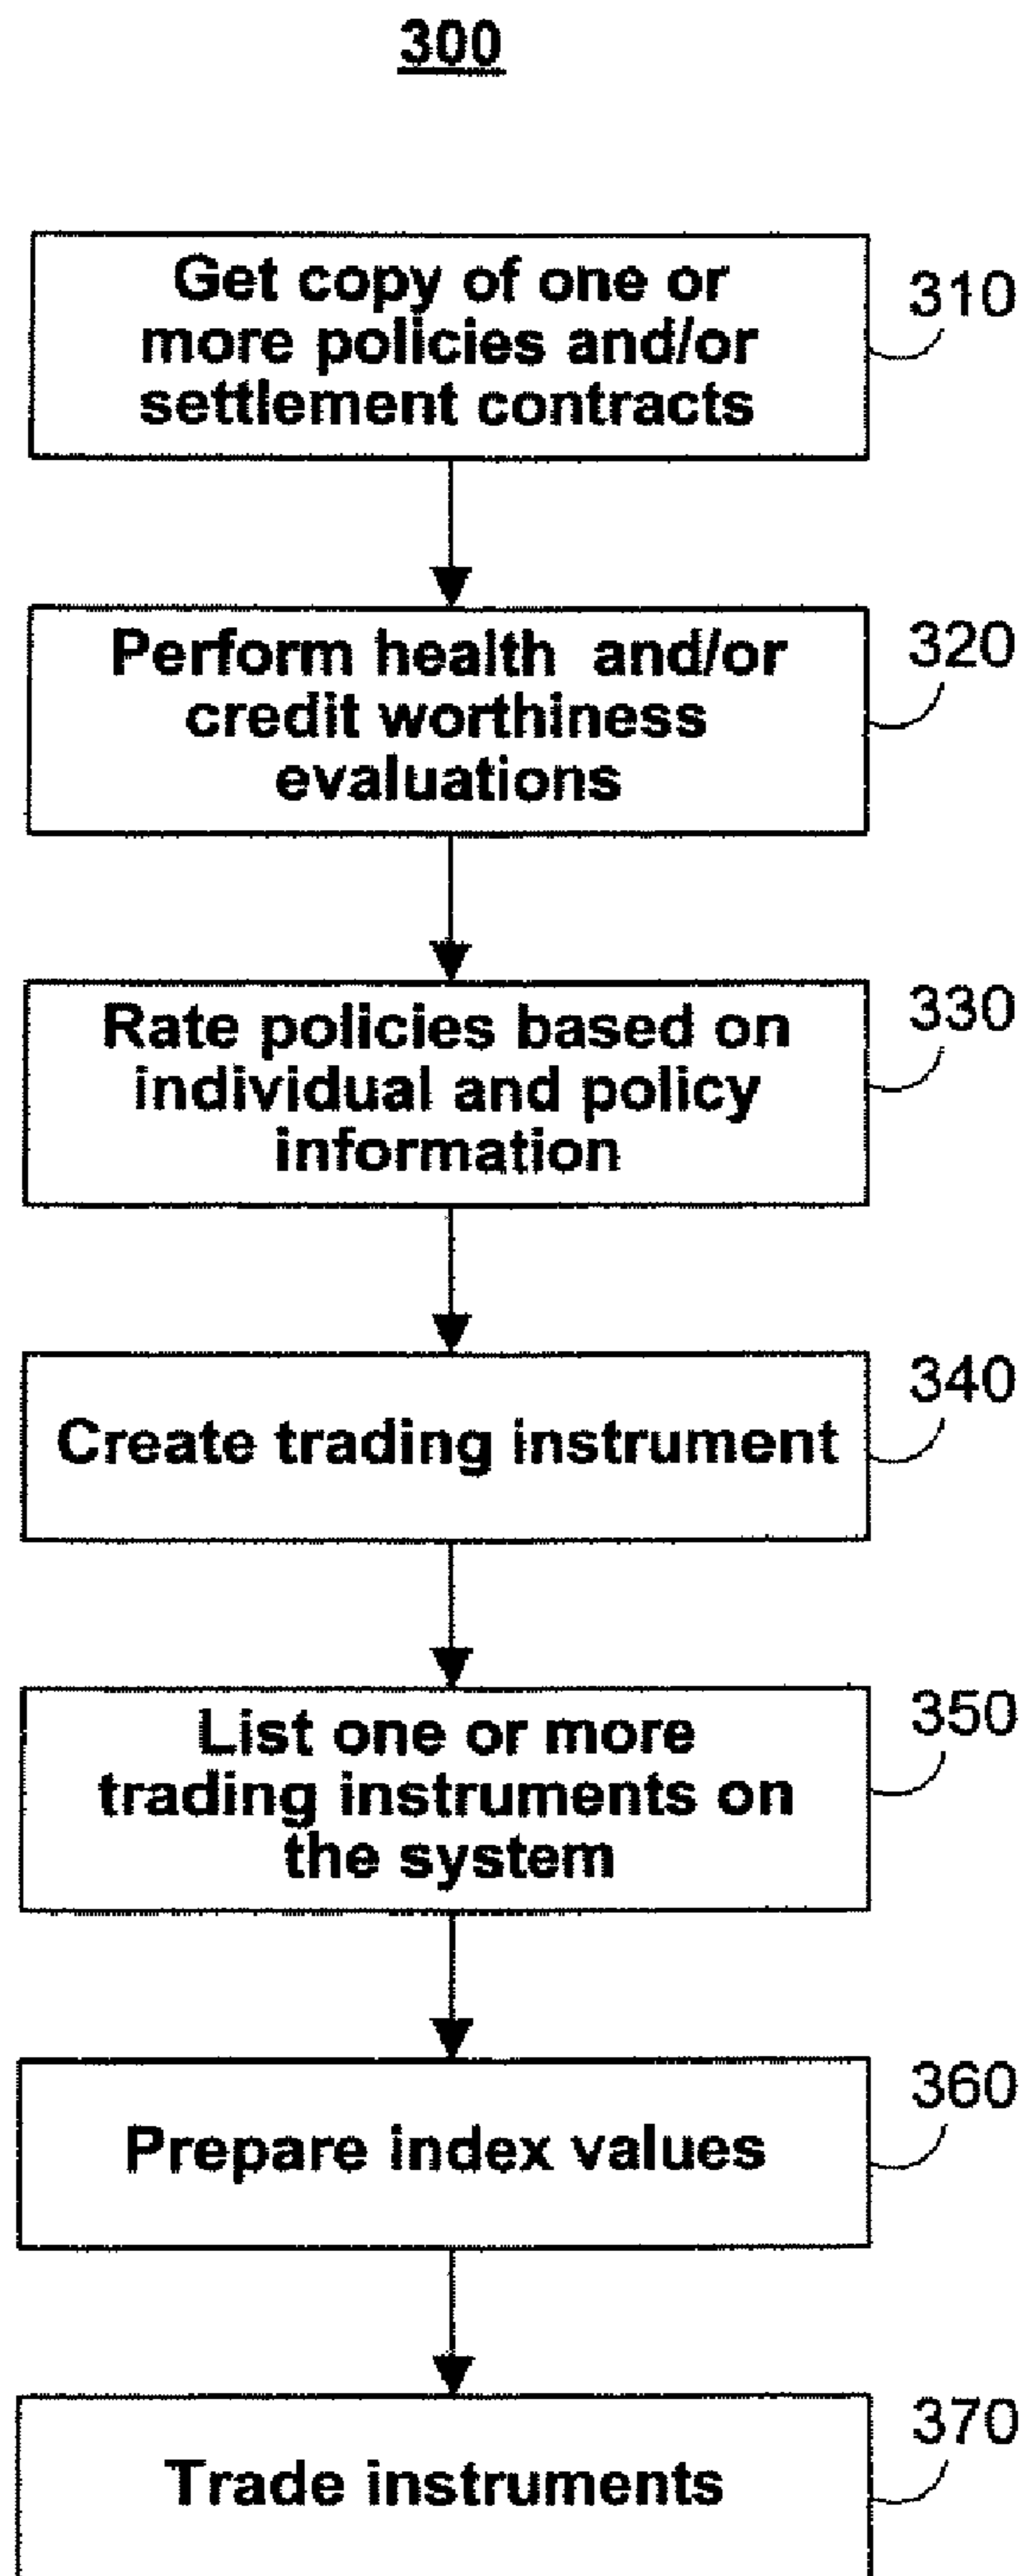 300
Get copy of one or
more policies and/or
settlement contracts
310
Perform health and/or
credit worthiness
evaluations
320
Rate policies based on
individual and policy
information
330
Create trading instrument
340
List one or more
trading instruments on
the system
350
Prepare index values
360
Trade instruments
370